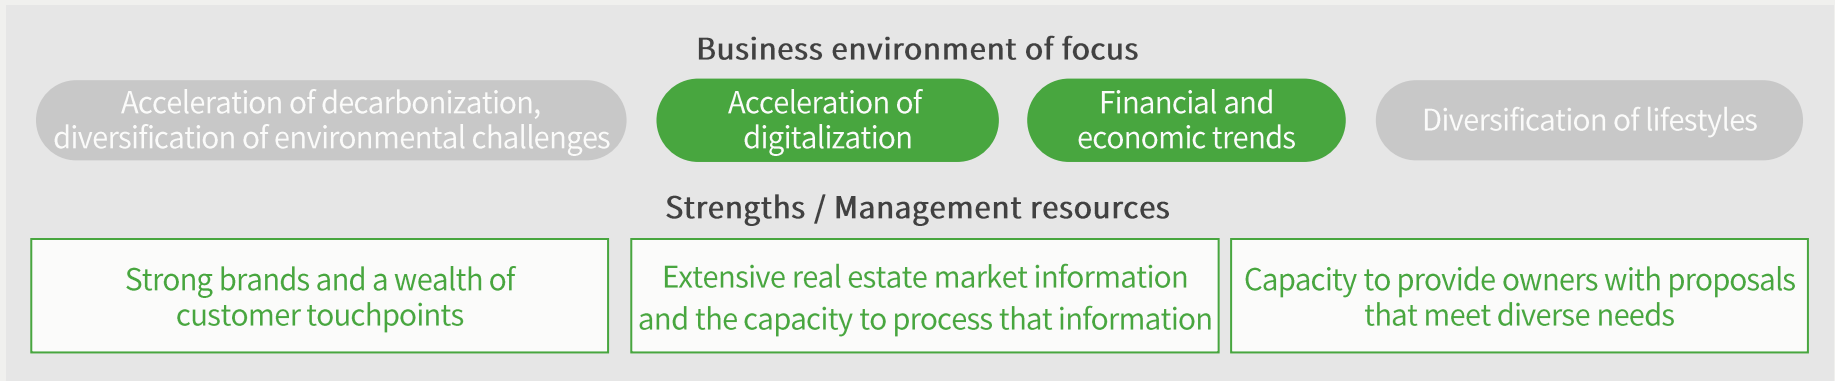 Business environment of focus
Acceleration of decarbonization,
diversification of environmental challenges
Acceleration of
digitalization
Financial and
economic trends
Diversification of lifestyles
Strengths / Management resources
Strong brands and a wealth of
customer touchpoints
Extensive real estate market information
and the capacity to process that information
Capacity to provide owners with proposals
that meet diverse needs